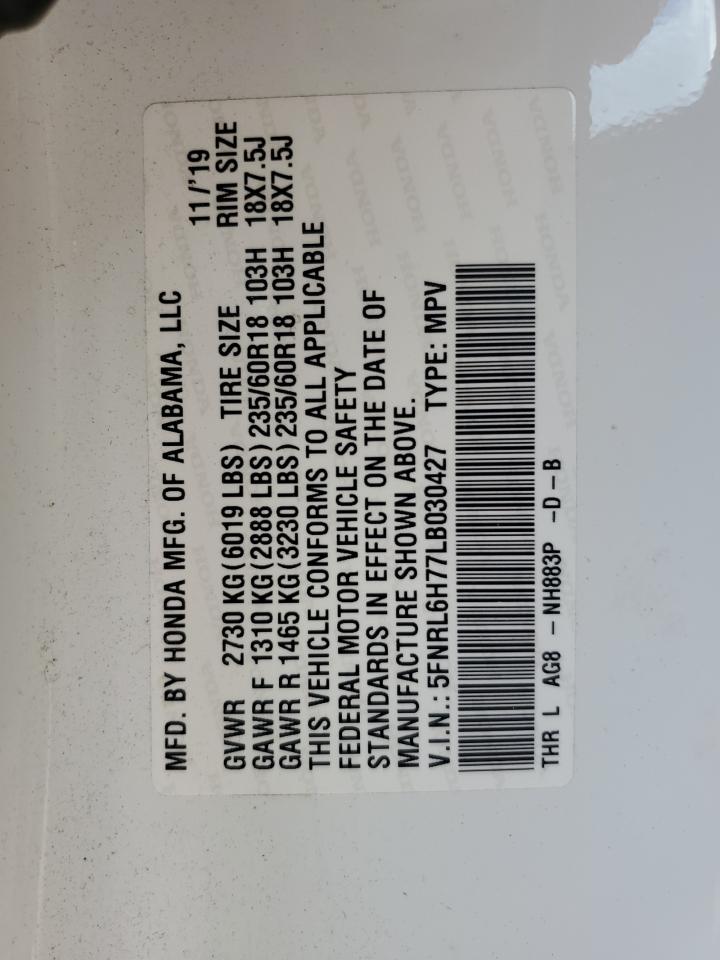 MFD. BY HONDA MFG. OF ALABAMA, LLC 11/'19
GVWR 2730 KG(6019 LBS) TIRE SIZE RIM SIZE
GAWR F 1310 KG(2888 LBS) 235/60R18 103H 18X7.5J
GAWR R 1465 KG(3230 LBS) 235/60R18 103H 18X7.5J
THIS VEHICLE CONFORMS TO ALL APPLICABLE
FEDERAL MOTOR VEHICLE SAFETY
STANDARDS IN EFFECT ON THE DATE OF
MANUFACTURE SHOWN ABOVE.
V.I.N.: 5FNRL6H77LB030427 TYPE: MPV
THR L AG8 - NH883P -D - B